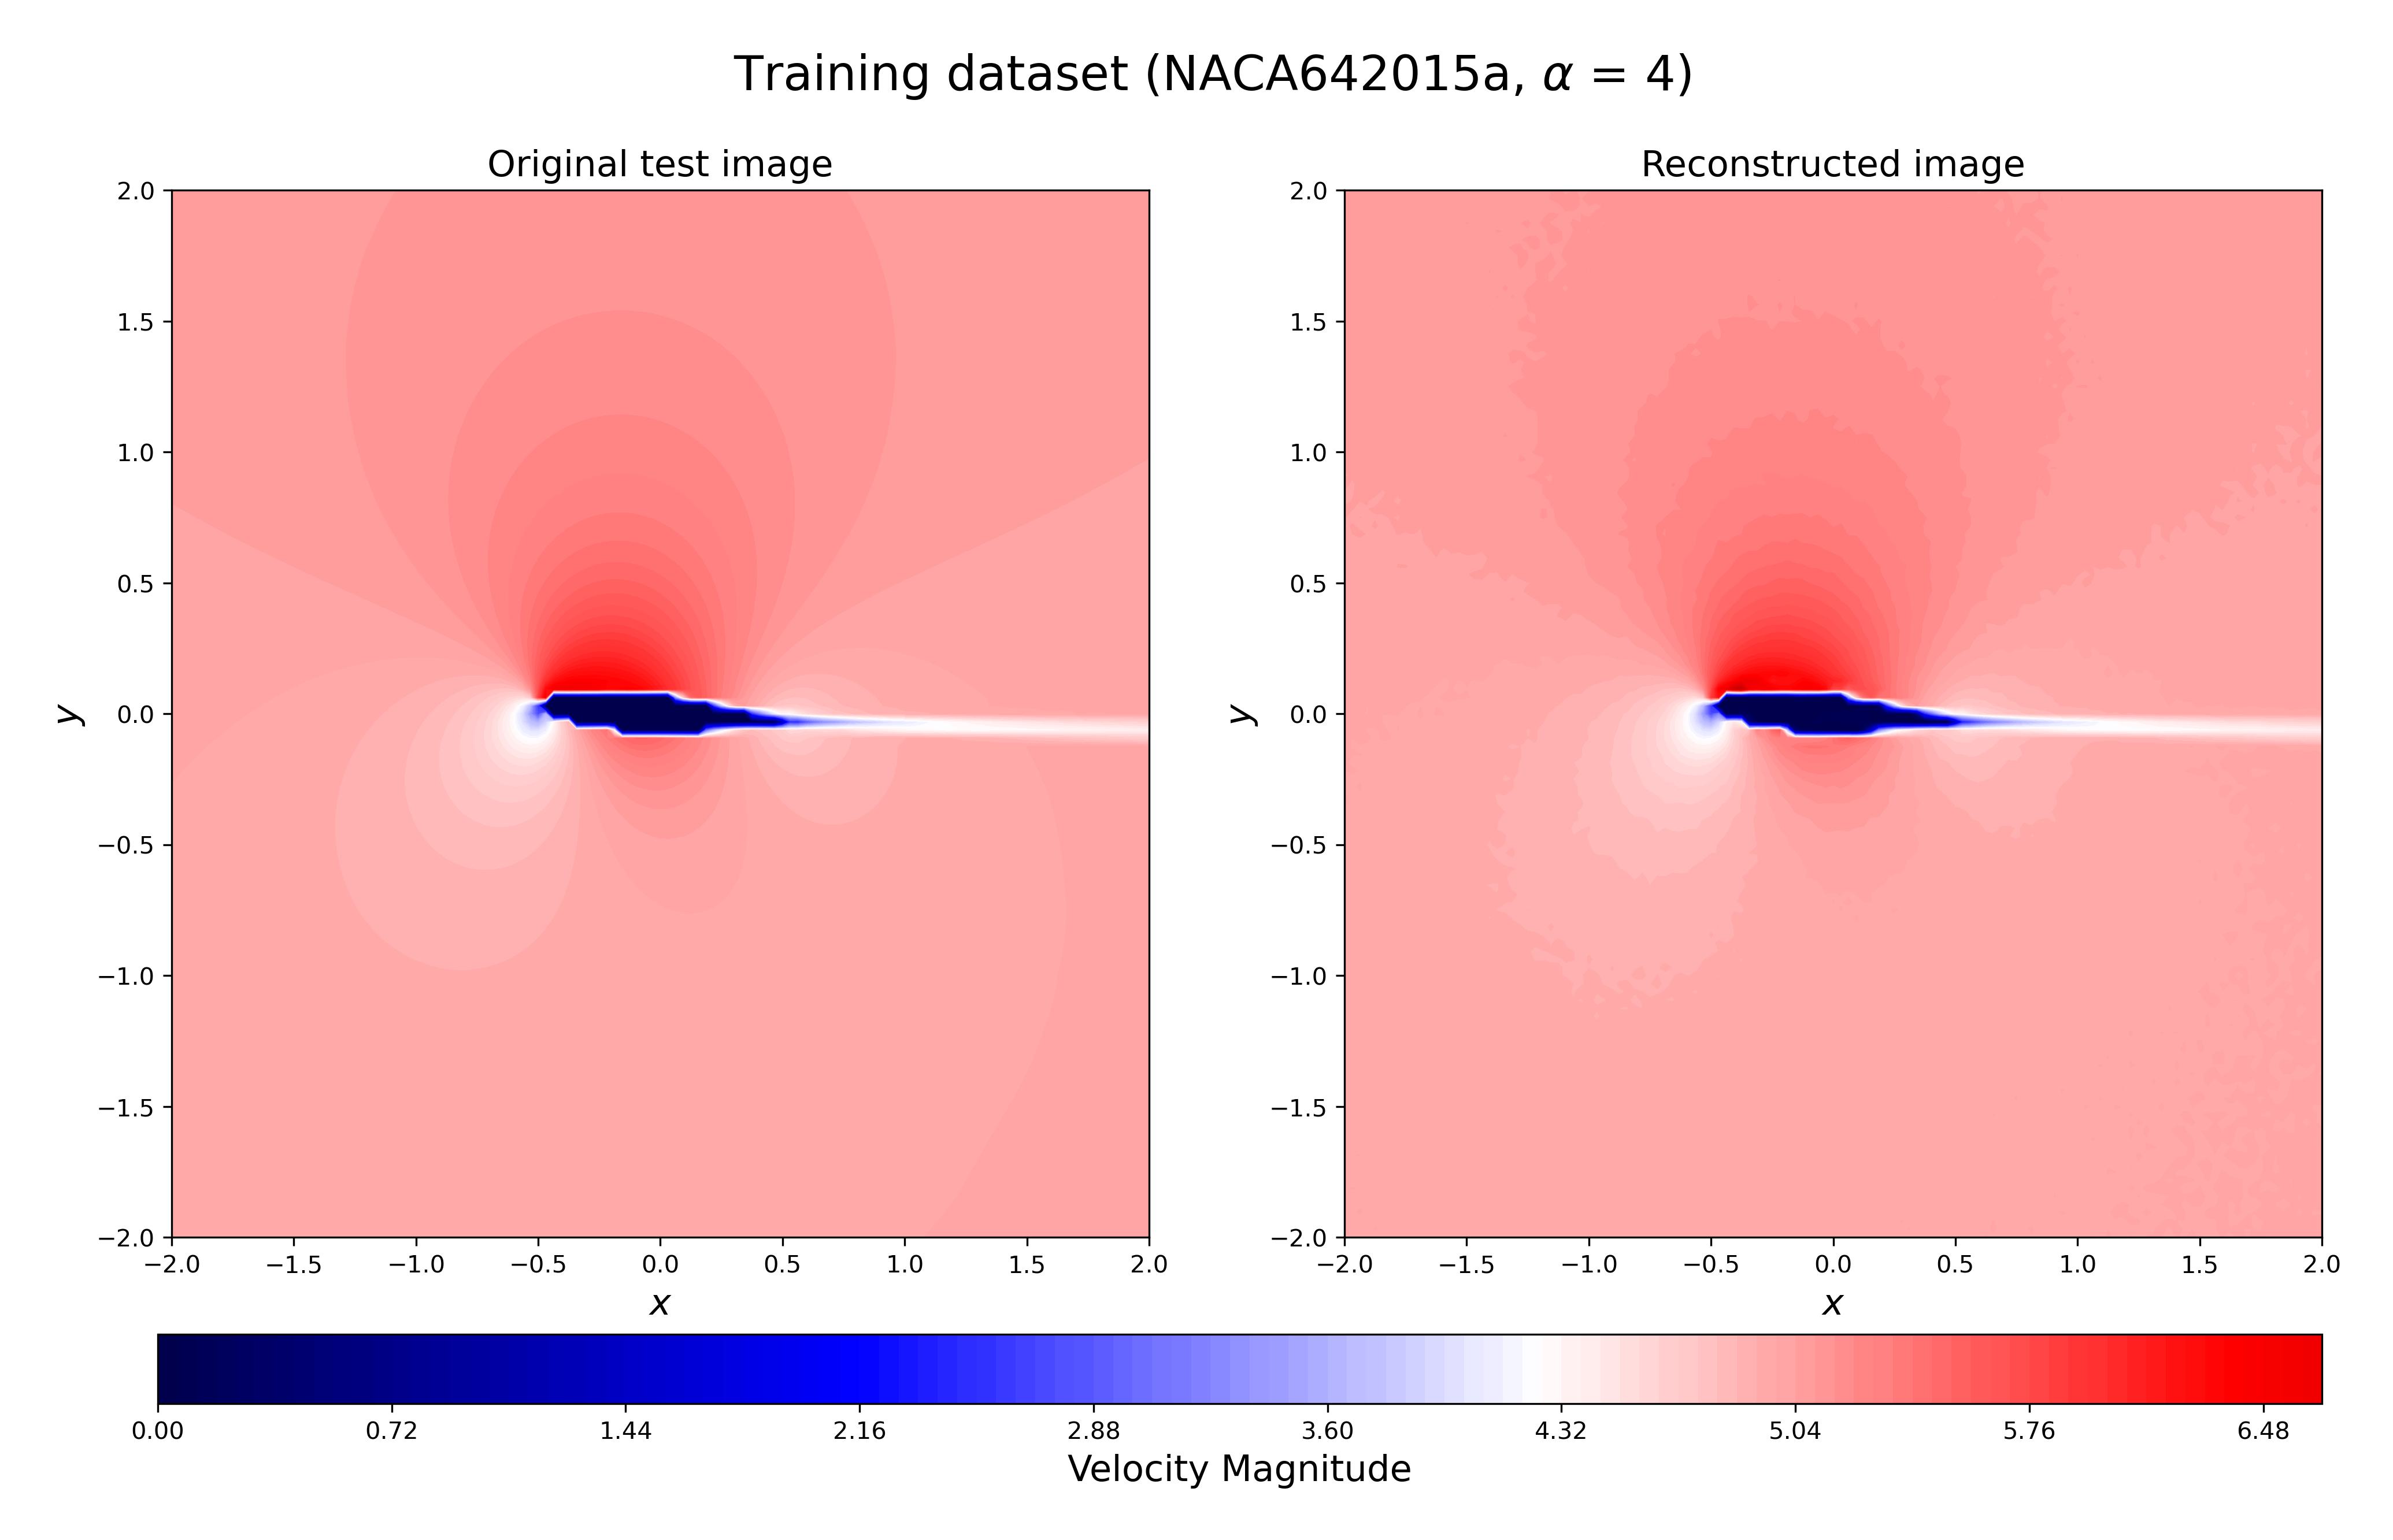 Training dataset (NACA642015a, α = 4)
Original test image
Reconstructed image
2.0
1.5
1.0
0.5
0.0
−0.5
−1.0
−1.5
−2.0
y
−2.0 −1.5 −1.0 −0.5 0.0 0.5 1.0 1.5 2.0
x
2.0
1.5
1.0
0.5
0.0
−0.5
−1.0
−1.5
−2.0
y
−2.0 −1.5 −1.0 −0.5 0.0 0.5 1.0 1.5 2.0
x
0.00 0.72 1.44 2.16 2.88 3.60 4.32 5.04 5.76 6.48
Velocity Magnitude